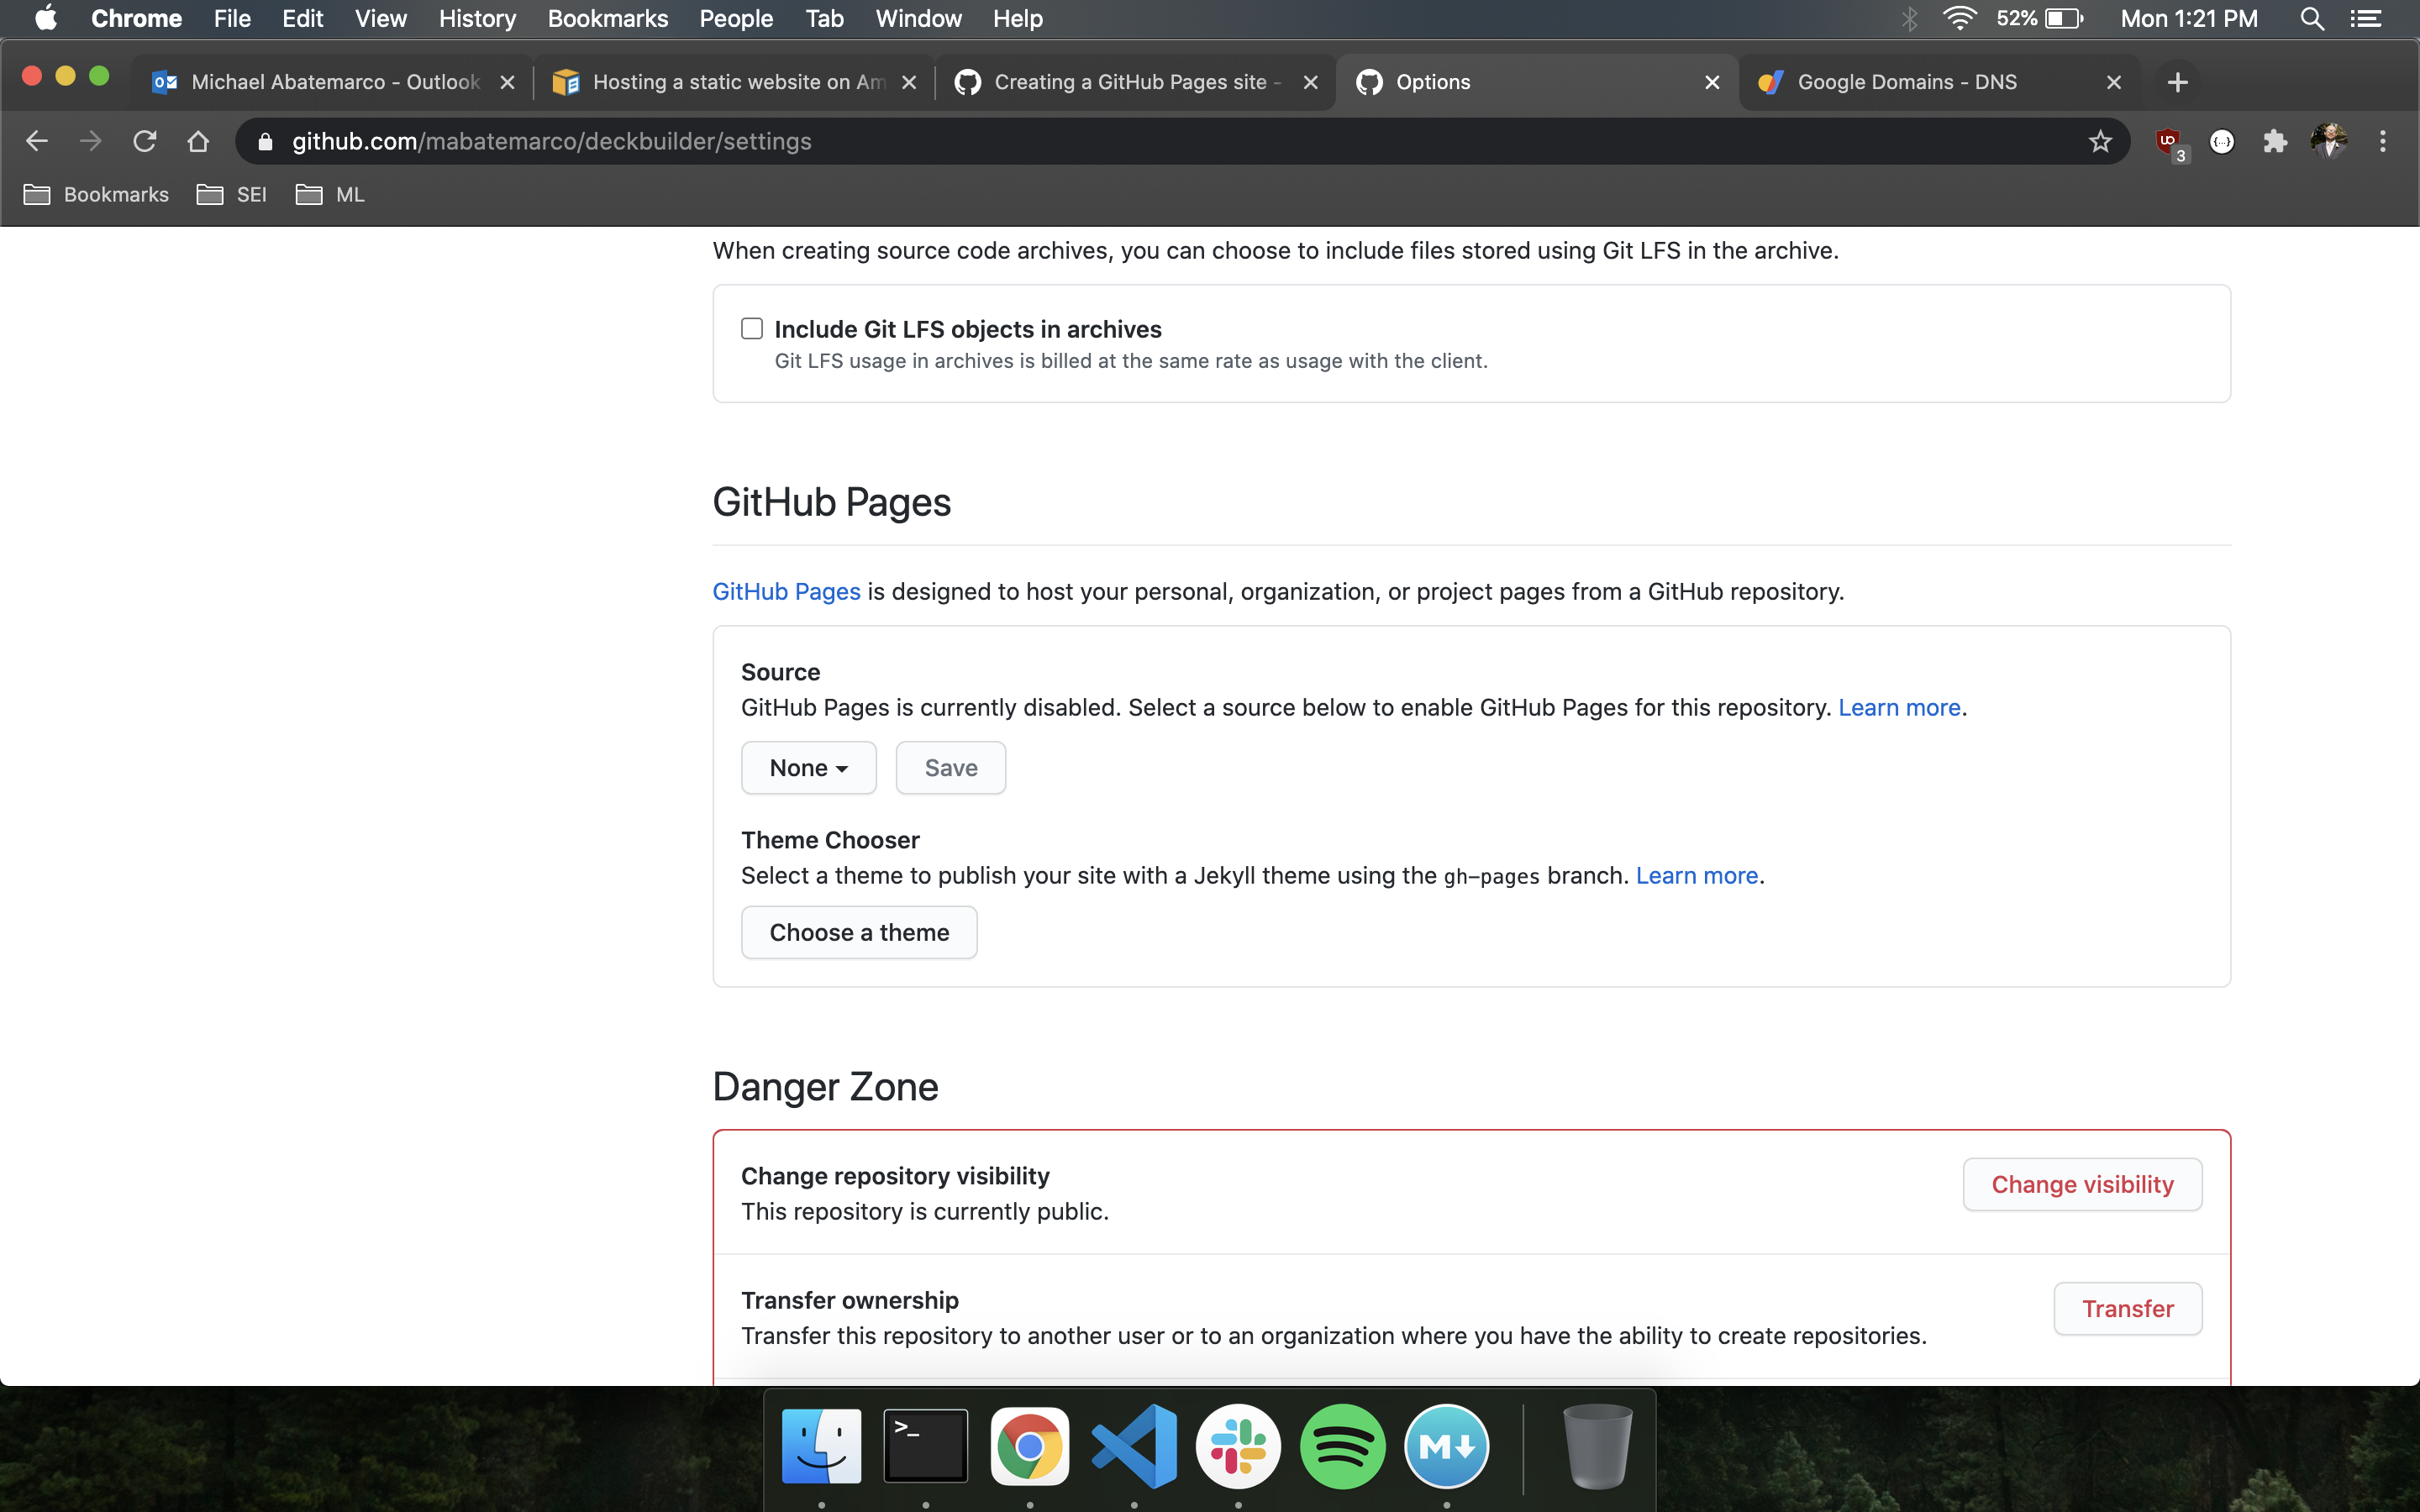 Chrome File Edit View History Bookmarks People Tab Window Help 52% Mon 1:21 PM
Michael Abatemarco - Outlook Hosting a static website on Am Creating a GitHub Pages site - Options Google Domains - DNS
github.com/mabatemarco/deckbuilder/settings 3
Bookmarks SEI ML
When creating source code archives, you can choose to include files stored using Git LFS in the archive.
Include Git LFS objects in archives
Git LFS usage in archives is billed at the same rate as usage with the client.
GitHub Pages
GitHub Pages is designed to host your personal, organization, or project pages from a GitHub repository.
Source
GitHub Pages is currently disabled. Select a source below to enable GitHub Pages for this repository. Learn more.
None Save
Theme Chooser
Select a theme to publish your site with a Jekyll theme using the gh-pages branch. Learn more.
Choose a theme
Danger Zone
Change repository visibility
This repository is currently public.
Change visibility
Transfer ownership
Transfer this repository to another user or to an organization where you have the ability to create repositories.
Transfer